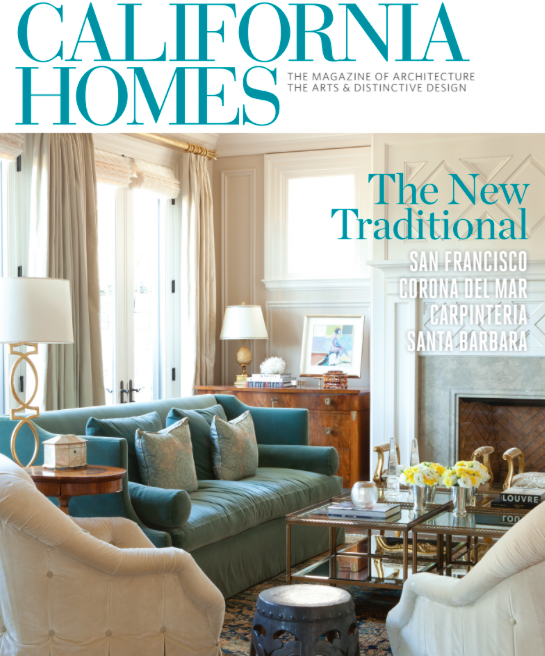 CALIFORNIA
HOMES
THE MAGAZINE OF ARCHITECTURE
THE ARTS & DISTINCTIVE DESIGN
The New
Traditional
SAN FRANCISCO
CORONA DEL MAR
CARPINTERIA
SANTA BARBARA
LOUVRE